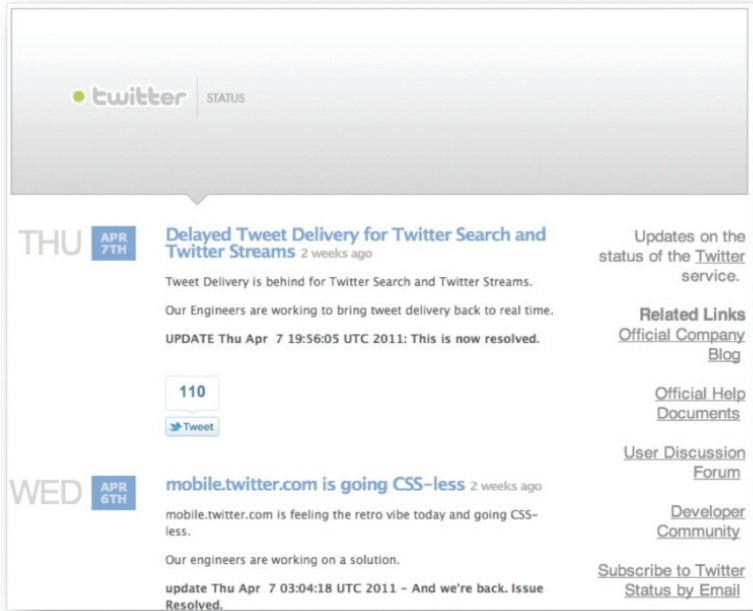 twitter STATUS
THU APR 7TH
Delayed Tweet Delivery for Twitter Search and
Twitter Streams 2 weeks ago
Tweet Delivery is behind for Twitter Search and Twitter Streams.
Our Engineers are working to bring tweet delivery back to real time.
UPDATE Thu Apr 7 19:56:05 UTC 2011: This is now resolved.
110
Tweet
WED APR 6TH
mobile.twitter.com is going CSS-less 2 weeks ago
mobile.twitter.com is feeling the retro vibe today and going CSS-
less.
Our engineers are working on a solution.
update Thu Apr 7 03:04:18 UTC 2011 – And we're back. Issue
Resolved.
Updates on the
status of the Twitter
service.
Related Links
Official Company
Blog
Official Help
Documents
User Discussion
Forum
Developer
Community
Subscribe to Twitter
Status by Email